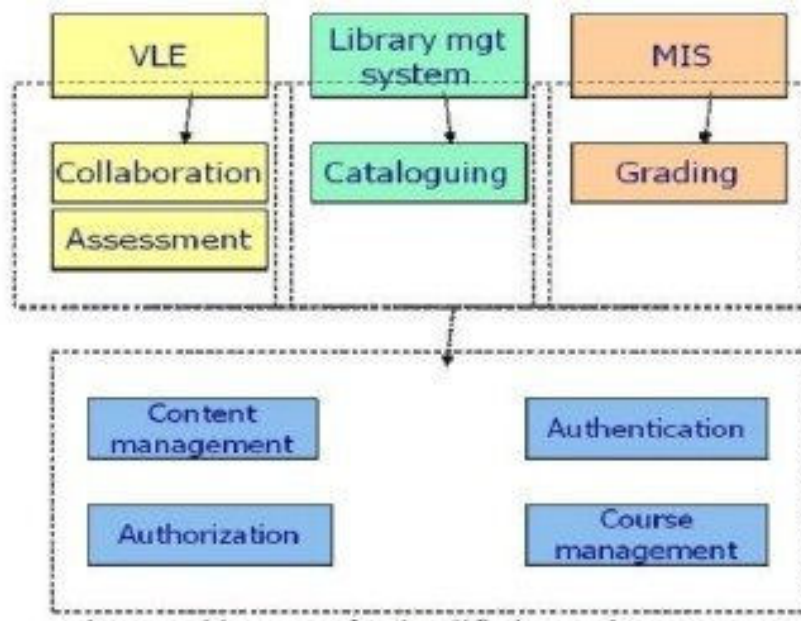 VLE
Library mgt
system
MIS
Collaboration
Cataloguing
Grading
Assessment
Content
management
Authentication
Authorization
Course
management